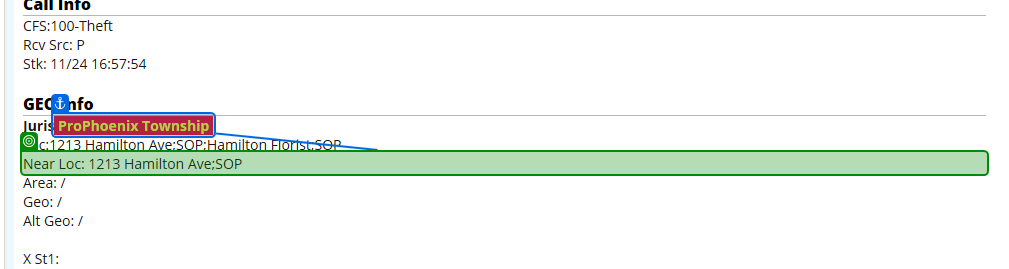 Call Info
CFS:100-Theft
Rcv Src: P
Stk: 11/24 16:57:54
GEO Info
Juris ProPhoenix Township
c:1213 Hamilton Ave;SOP;Hamilton Florist;SOP
Near Loc: 1213 Hamilton Ave;SOP
Area: /
Geo: /
Alt Geo: /
X St1: